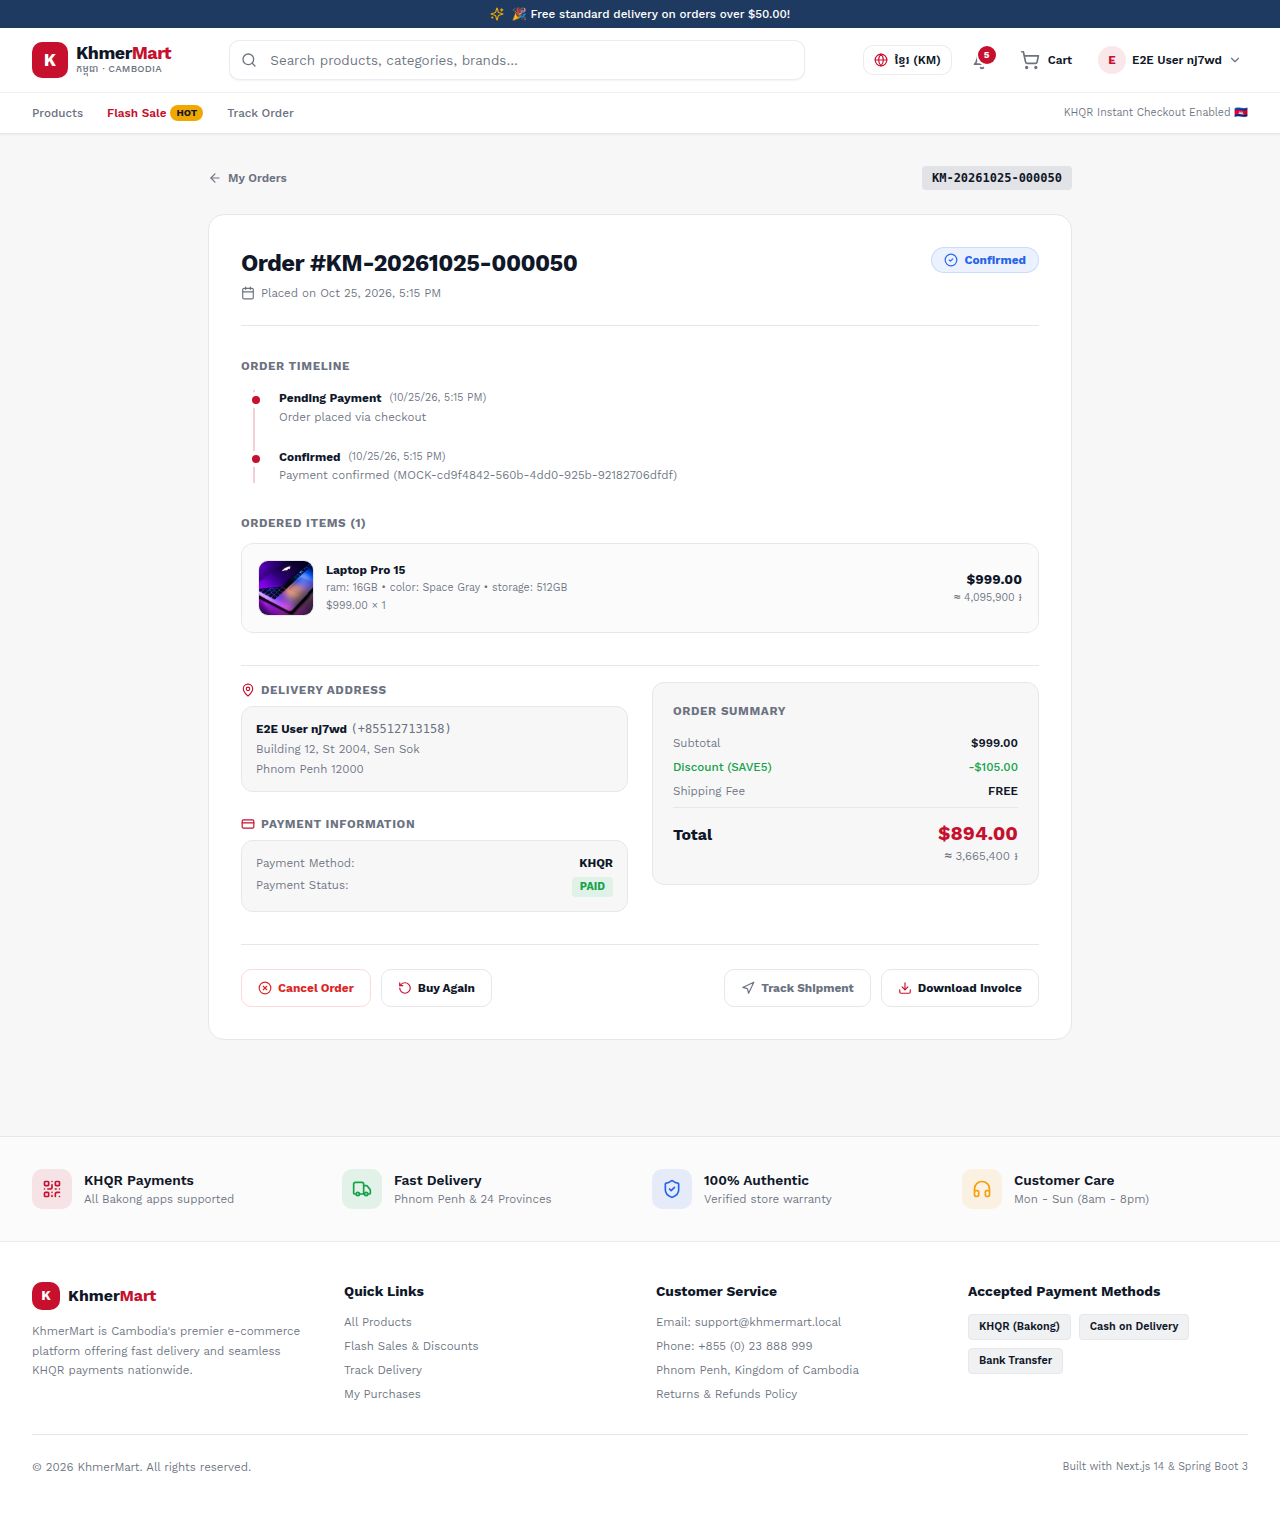 ✨ 🎉 Free standard delivery on orders over $50.00!
K
KhmerMart
កម្ពុជា · CAMBODIA
Search products, categories, brands...
ខ្មែរ (KM)
5
Cart
E
E2E User nj7wd
Products
Flash Sale HOT
Track Order
KHQR Instant Checkout Enabled 🇰🇭
My Orders
KM-20261025-000050
Order #KM-20261025-000050
Confirmed
Placed on Oct 25, 2026, 5:15 PM
ORDER TIMELINE
Pending Payment (10/25/26, 5:15 PM)
Order placed via checkout
Confirmed (10/25/26, 5:15 PM)
Payment confirmed (MOCK-cd9f4842-560b-4dd0-925b-92182706dfdf)
ORDERED ITEMS (1)
Laptop Pro 15
ram: 16GB • color: Space Gray • storage: 512GB
$999.00 × 1
$999.00
≈ 4,095,900 ៛
DELIVERY ADDRESS
E2E User nj7wd (+85512713158)
Building 12, St 2004, Sen Sok
Phnom Penh 12000
PAYMENT INFORMATION
Payment Method: KHQR
Payment Status: PAID
ORDER SUMMARY
Subtotal $999.00
Discount (SAVE5) -$105.00
Shipping Fee FREE
Total $894.00
≈ 3,665,400 ៛
Cancel Order
Buy Again
Track Shipment
Download Invoice
KHQR Payments
All Bakong apps supported
Fast Delivery
Phnom Penh & 24 Provinces
100% Authentic
Verified store warranty
Customer Care
Mon - Sun (8am - 8pm)
K KhmerMart
KhmerMart is Cambodia's premier e-commerce
platform offering fast delivery and seamless
KHQR payments nationwide.
Quick Links
All Products
Flash Sales & Discounts
Track Delivery
My Purchases
Customer Service
Email: support@khmermart.local
Phone: +855 (0) 23 888 999
Phnom Penh, Kingdom of Cambodia
Returns & Refunds Policy
Accepted Payment Methods
KHQR (Bakong)
Cash on Delivery
Bank Transfer
© 2026 KhmerMart. All rights reserved.
Built with Next.js 14 & Spring Boot 3